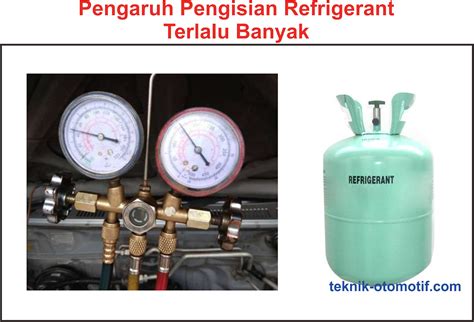 Pengaruh Pengisian Refrigerant
Terlalu Banyak
REFRIGERANT
teknik-otomotif.com